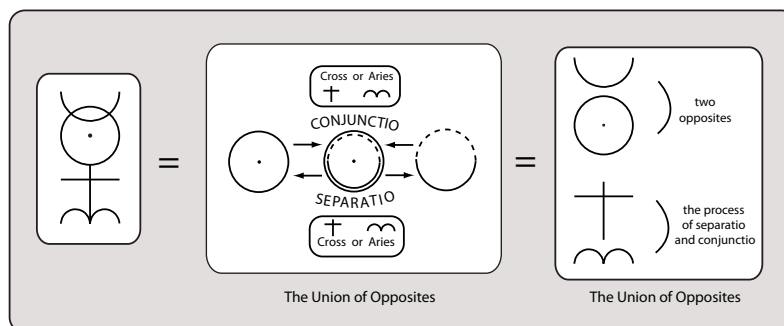 Cross or Aries
CONJUNCTIO
SEPARATIO
Cross or Aries
The Union of Opposites
two
opposites
the process
of separatio
and conjunctio
The Union of Opposites